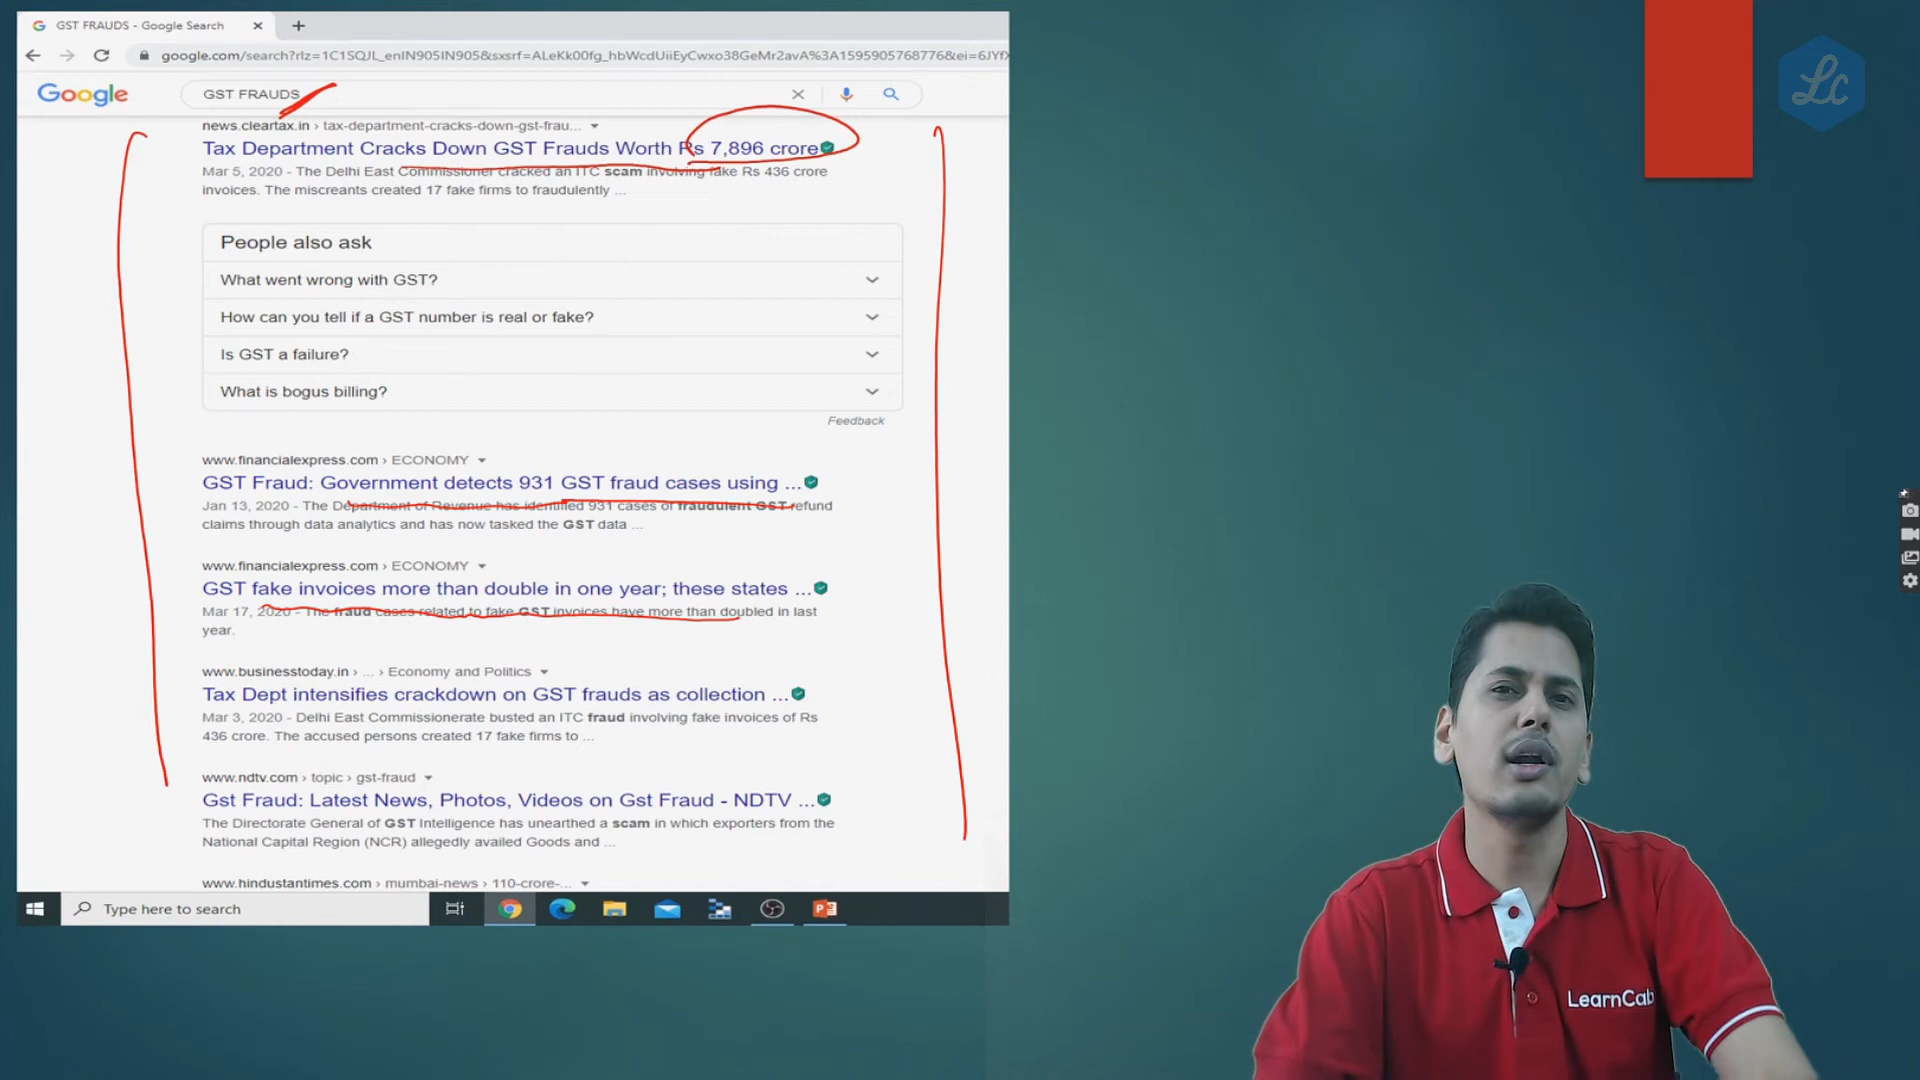 GST FRAUDS - Google Search
google.com/search?rlz=1C1SQJL_enIN905IN905&sxsrf=ALeKk00fg_hbWcdUiiEyCwxo38GeMr2avA%3A1595905768776&ei=6JYfX
Google
GST FRAUDS
news.cleartax.in › tax-department-cracks-down-gst-frau...
Tax Department Cracks Down GST Frauds Worth Rs 7,896 crore
Mar 5, 2020 - The Delhi East Commissioner cracked an ITC scam involving fake Rs 436 crore
invoices. The miscreants created 17 fake firms to fraudulently ...
People also ask
What went wrong with GST?
How can you tell if a GST number is real or fake?
Is GST a failure?
What is bogus billing?
Feedback
www.financialexpress.com › ECONOMY
GST Fraud: Government detects 931 GST fraud cases using ...
Jan 13, 2020 - The Department of Revenue has identified 931 cases of fraudulent GST refund
claims through data analytics and has now tasked the GST data ...
www.financialexpress.com › ECONOMY
GST fake invoices more than double in one year; these states ...
Mar 17, 2020 - The fraud cases related to fake GST invoices have more than doubled in last
year.
www.businesstoday.in › ... › Economy and Politics
Tax Dept intensifies crackdown on GST frauds as collection ...
Mar 3, 2020 - Delhi East Commissionerate busted an ITC fraud involving fake invoices of Rs
436 crore. The accused persons created 17 fake firms to ...
www.ndtv.com › topic › gst-fraud
Gst Fraud: Latest News, Photos, Videos on Gst Fraud - NDTV ...
The Directorate General of GST Intelligence has unearthed a scam in which exporters from the
National Capital Region (NCR) allegedly availed Goods and ...
www.hindustantimes.com › mumbai-news › 110-crore-...
Type here to search
Lc
LearnCab